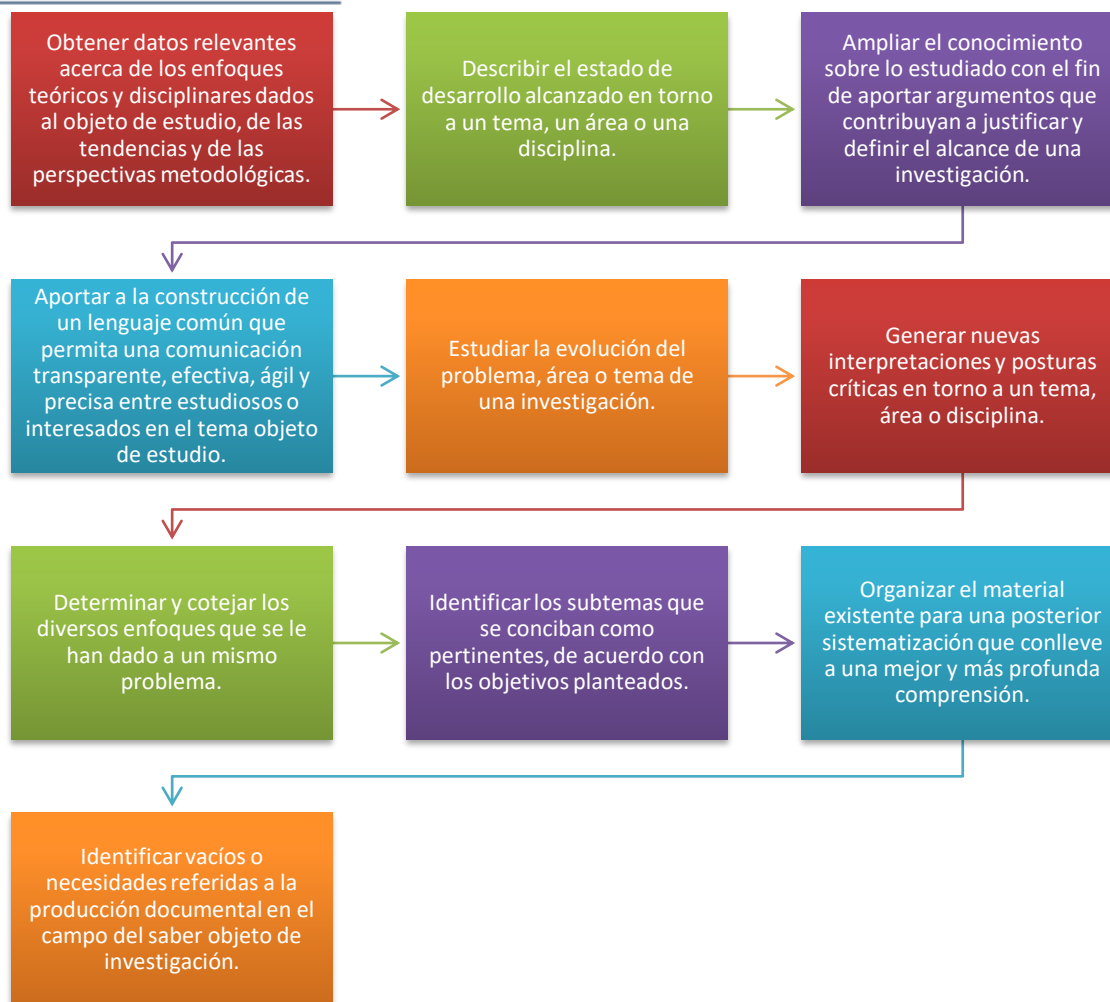 Obtener datos relevantes
acerca de los enfoques
teóricos y disciplinares dados
al objeto de estudio, de las
tendencias y de las
perspectivas metodológicas.
Describir el estado de
desarrollo alcanzado en torno
a un tema, un área o una
disciplina.
Ampliar el conocimiento
sobre lo estudiado con el fin
de aportar argumentos que
contribuyan a justificar y
definir el alcance de una
investigación.
Aportar a la construcción de
un lenguaje común que
permita una comunicación
transparente, efectiva, ágil y
precisa entre estudiosos o
interesados en el tema objeto
de estudio.
Estudiar la evolución del
problema, área o tema de
una investigación.
Generar nuevas
interpretaciones y posturas
críticas en torno a un tema,
área o disciplina.
Determinar y cotejar los
diversos enfoques que se le
han dado a un mismo
problema.
Identificar los subtemas que
se conciban como
pertinentes, de acuerdo con
los objetivos planteados.
Organizar el material
existente para una posterior
sistematización que conlleve
a una mejor y más profunda
comprensión.
Identificar vacíos o
necesidades referidas a la
producción documental en el
campo del saber objeto de
investigación.